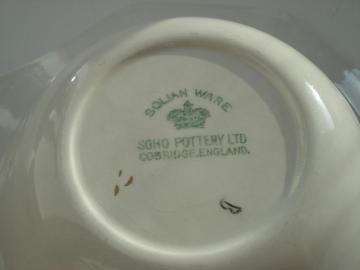 SOLIAN WARE
SOHO POTTERY LTD
COBRIDGE, ENGLAND.